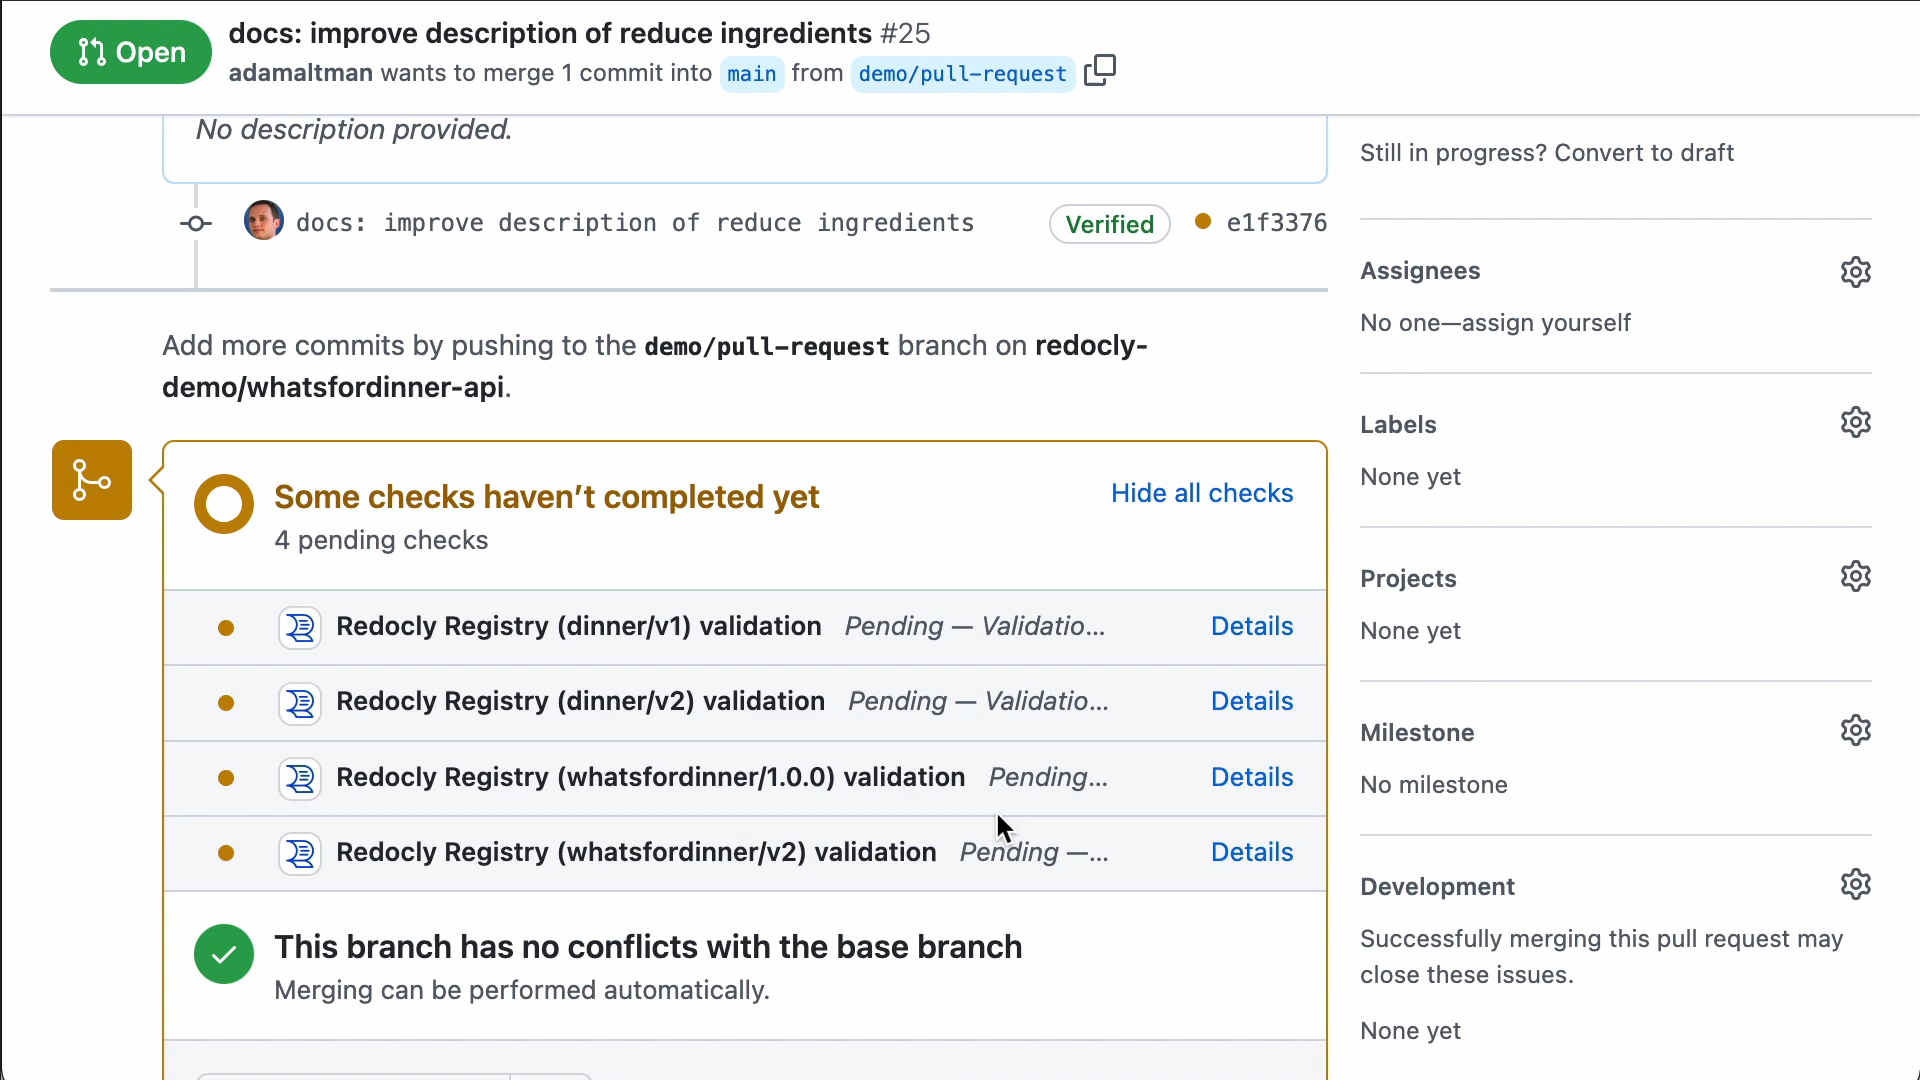 Open
docs: improve description of reduce ingredients #25
adamaltman wants to merge 1 commit into main from demo/pull-request
No description provided.
docs: improve description of reduce ingredients Verified e1f3376
Add more commits by pushing to the demo/pull-request branch on redocly-
demo/whatsfordinner-api.
Some checks haven't completed yet Hide all checks
4 pending checks
Redocly Registry (dinner/v1) validation Pending — Validatio... Details
Redocly Registry (dinner/v2) validation Pending — Validatio... Details
Redocly Registry (whatsfordinner/1.0.0) validation Pending... Details
Redocly Registry (whatsfordinner/v2) validation Pending —... Details
This branch has no conflicts with the base branch
Merging can be performed automatically.
Still in progress? Convert to draft
Assignees
No one—assign yourself
Labels
None yet
Projects
None yet
Milestone
No milestone
Development
Successfully merging this pull request may
close these issues.
None yet